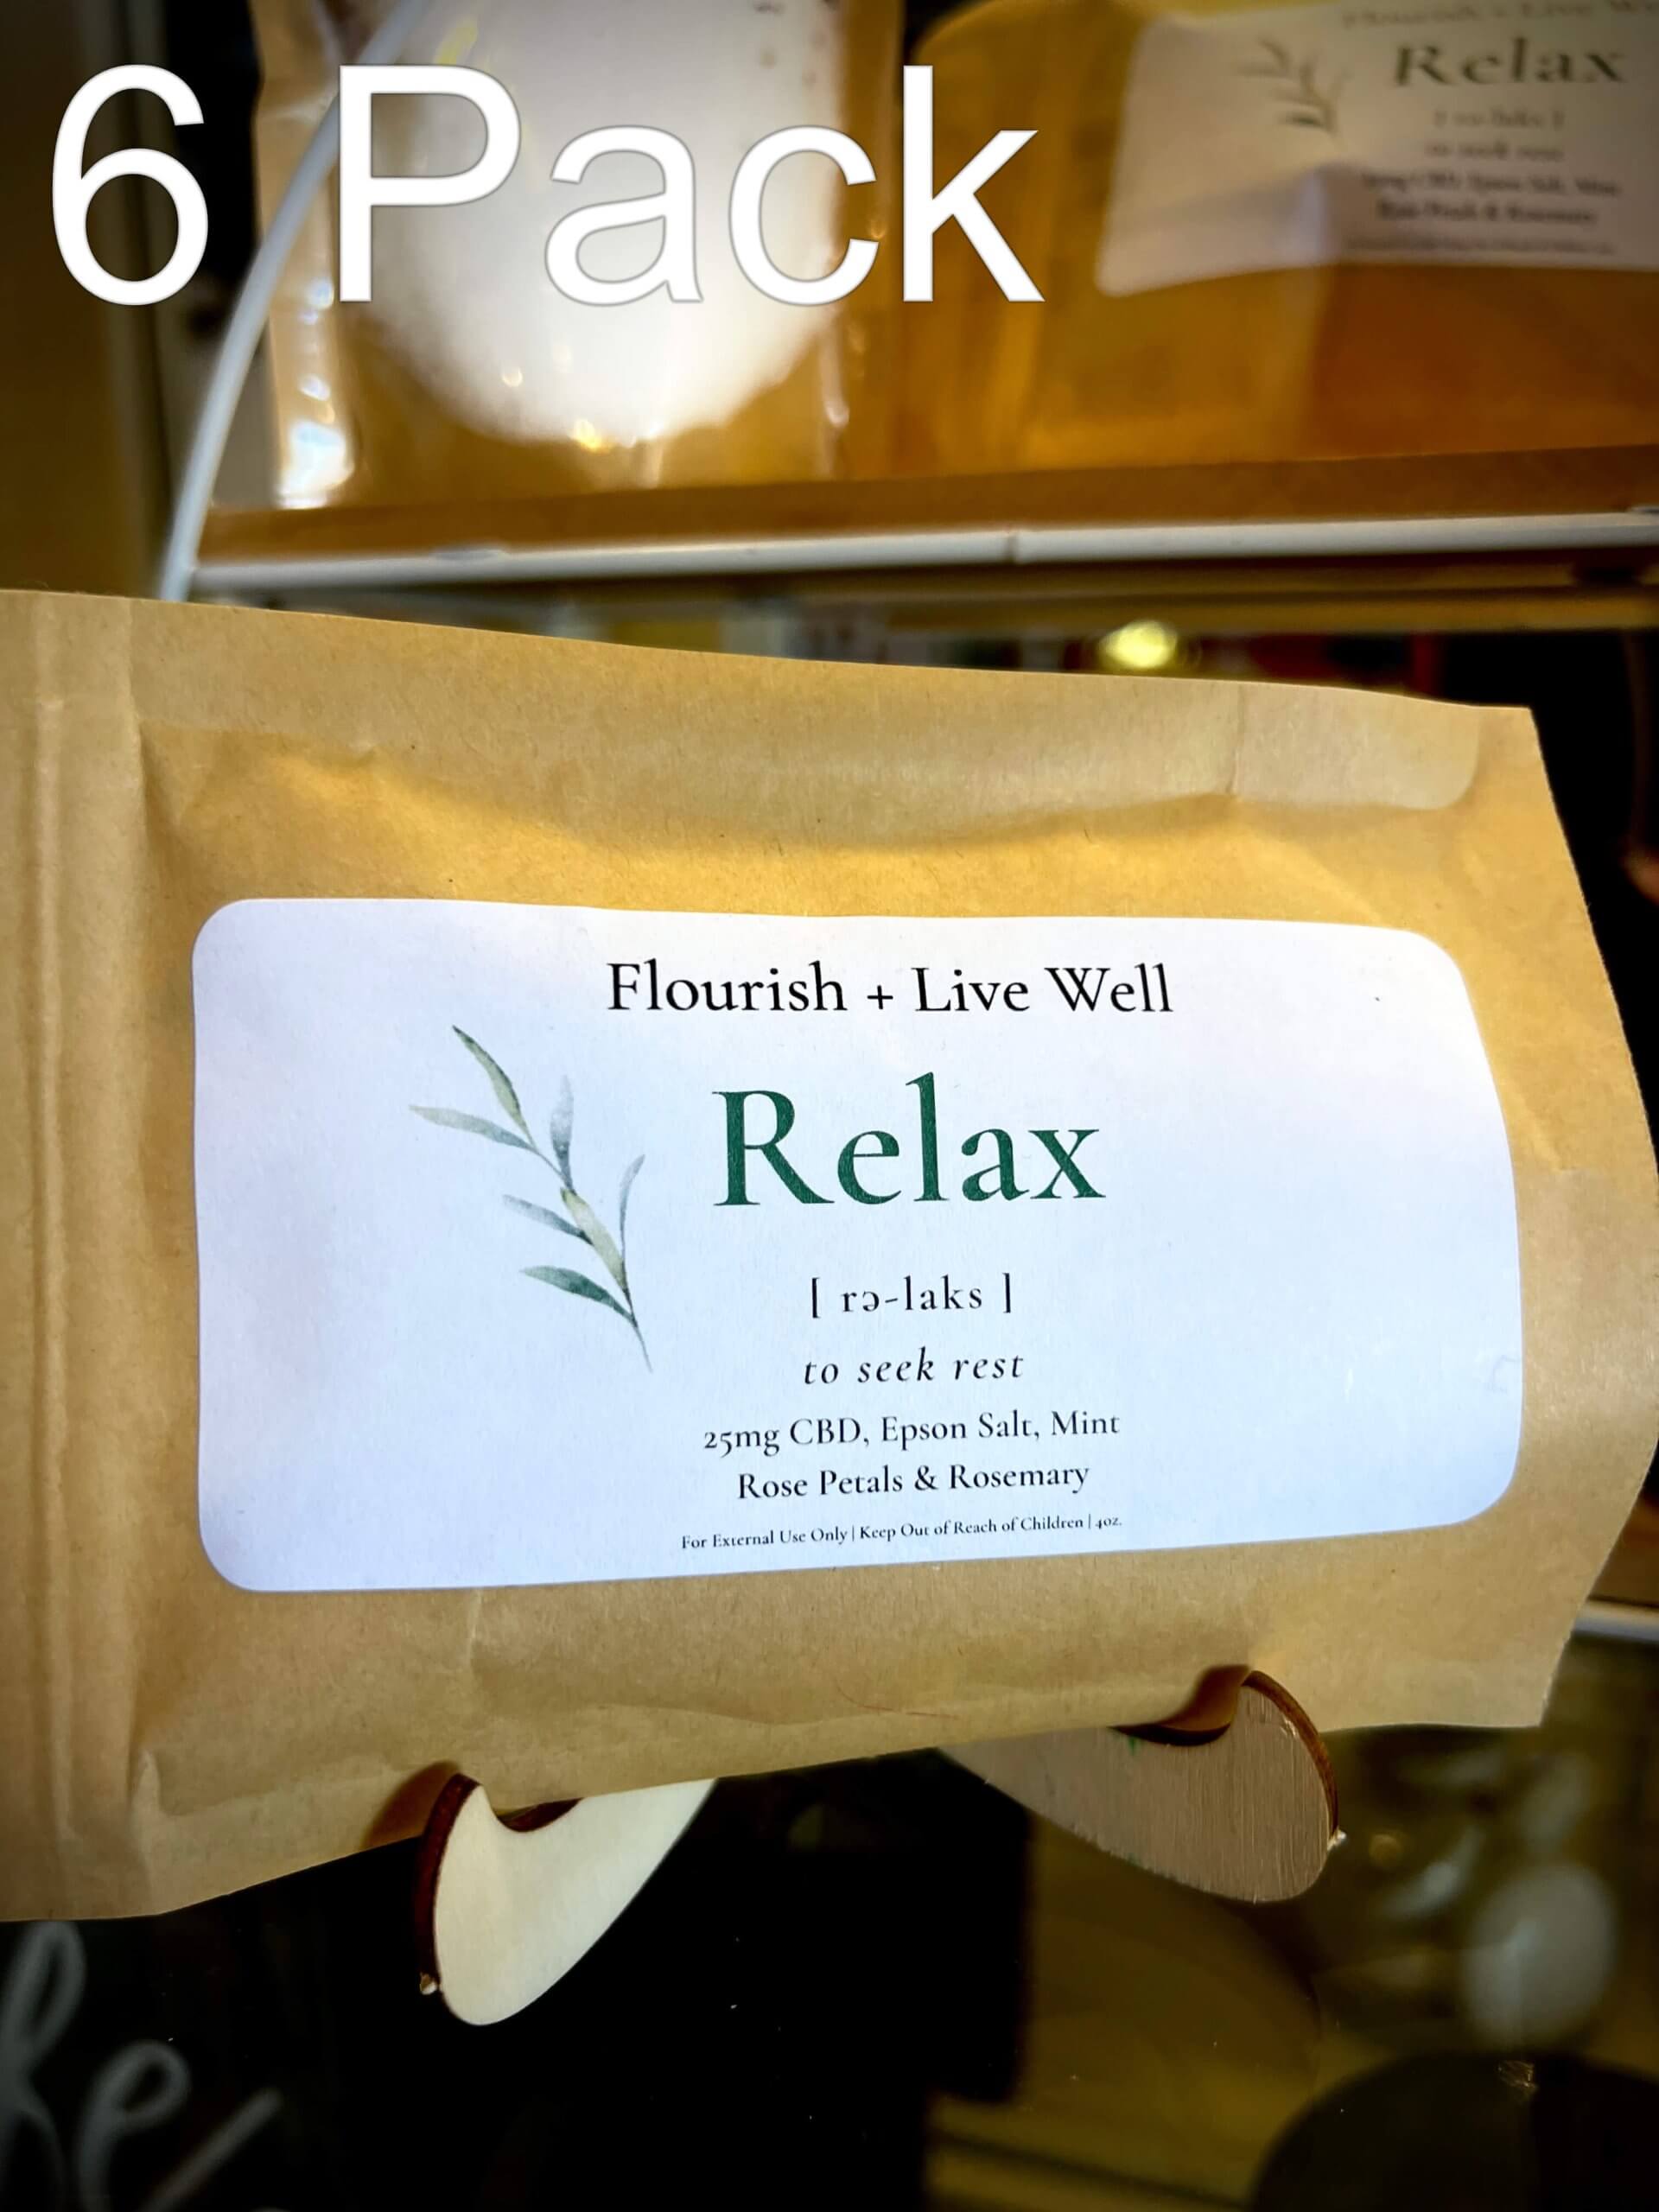 6 Pack
Relax
Flourish + Live Well
Relax
[ rə-laks ]
to seek rest
25mg CBD, Epson Salt, Mint
Rose Petals & Rosemary
For External Use Only | Keep Out of Reach of Children | 4oz.